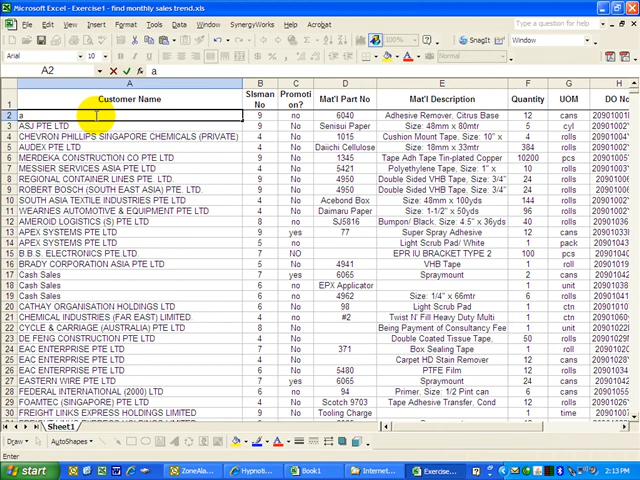 Microsoft Excel - Exercise1 - find monthly sales trend.xls
File Edit View Insert Format Tools Data Window SynergyWorks Help Acrobat
Type a question for help
100% SnagIt Window
Arial 10 B I U
A2 a
A B C D E F G H
1 Customer Name Slsman No Promoti on? Mat'l Part No Mat'l Description Quantity UOM DO No
2 a 9 no 6040 Adhesive Remover, Citrus Base 12 cans
3 ASJ PTE LTD 9 no Senisui Paper Size: 48mm x 80mtr 5 cyl
4 CHEVRON PHILLIPS SINGAPORE CHEMICALS (PRIVATE) 4 no 1015 Cushion Mount Tape, Size: 10" x 4 rolls
5 AUDEX PTE LTD 4 no Daiichi Cellulose Size: 18mm x 33mtr 384 rolls
6 MERDEKA CONSTRUCTION CO PTE LTD 9 No 1345 Tape Adh Tape Tin-plated Copper 10200 pcs
7 MESSIER SERVICES ASIA PTE LTD 4 no 5425 Polyethylene Tape, Size: 1" x 10 rolls
8 REGIONAL CONTAINER LINES PTE. LTD. 9 No 4950 Double Sided VHB Tape, Size: 3/4" 20 rolls
9 ROBERT BOSCH (SOUTH EAST ASIA) PTE. LTD. 9 no 4950 Double Sided VHB Tape, Size: 3/4" 24 rolls
10 SOUTH ASIA TEXTILE INDUSTRIES PTE LTD 4 no Acebond Box Size: 48mm x 100yds 144 rolls
11 WEARNES AUTOMOTIVE & EQUIPMENT PTE LTD 4 no Daimaru Paper Size: 1-1/2" x 50yds 96 rolls
12 AMEROID LOGISTICS (S) PTE LTD 8 no SJ5816 Bumpon/ Black, Size: 4.5" x 36yds 4 rolls
13 APEX SYSTEMS PTE LTD 9 yes 77 Super Spray Adhesive 12 cans
14 APEX SYSTEMS PTE LTD 5 no Light Scrub Pad/ White 1 pack
15 B.B.S. ELECTRONICS PTE LTD 7 NO EPR IU BRACKET TYPE 2 100 pcs
16 BRADY CORPORATION ASIA PTE LTD 5 No 4941 VHB Tape 1 roll
17 Cash Sales 7 yes 6065 Spraymount 2 cans
18 Cash Sales 6 no EPX Applicator 1 unit
19 Cash Sales 5 no 4962 Size: 1/4" x 66mtr 6 rolls
20 CATHAY ORGANISATION HOLDINGS LTD 6 no 98 Light Scrub Pad 1 ctn
21 CHEMICAL INDUSTRIES (FAR EAST) LIMITED 4 no #2 Twist N' Fill Heavy Duty Multi 1 ctn
22 CYCLE & CARRIAGE (AUSTRALIA) PTE LTD 8 No Being Payment of Consultancy Fee 1 unit
23 DE FENG CONSTRUCTION PTE LTD 4 no Double Coated Tissue Tape, 50 rolls
24 EAC ENTERPRISE PTE LTD 7 No 371 Box Sealing Tape 1 roll
25 EAC ENTERPRISE PTE LTD 4 no Carpet HD Stain Remover 12 cans
26 EAC ENTERPRISE PTE LTD 6 no 5480 PTFE Film 4 rolls
27 EASTERN WIRE PTE LTD 7 yes 6065 Spraymount 24 cans
28 FEDERAL INTERNATIONAL (2000) LTD 6 no 94 Primer, Size: 1/2 Pint can 6 cans
29 FOAMTEC (SINGAPORE) PTE LTD 4 No Scotch 9703 Tape Adhesive Transfer, Cond 2 rolls
30 FREIGHT LINKS EXPRESS HOLDINGS LIMITED 4 No Tooling Charge 1 time
Sheet1
Draw AutoShapes
Enter
start ZoneAla... Hypnoti... Book1 Internet... Exercise... 2:13 PM